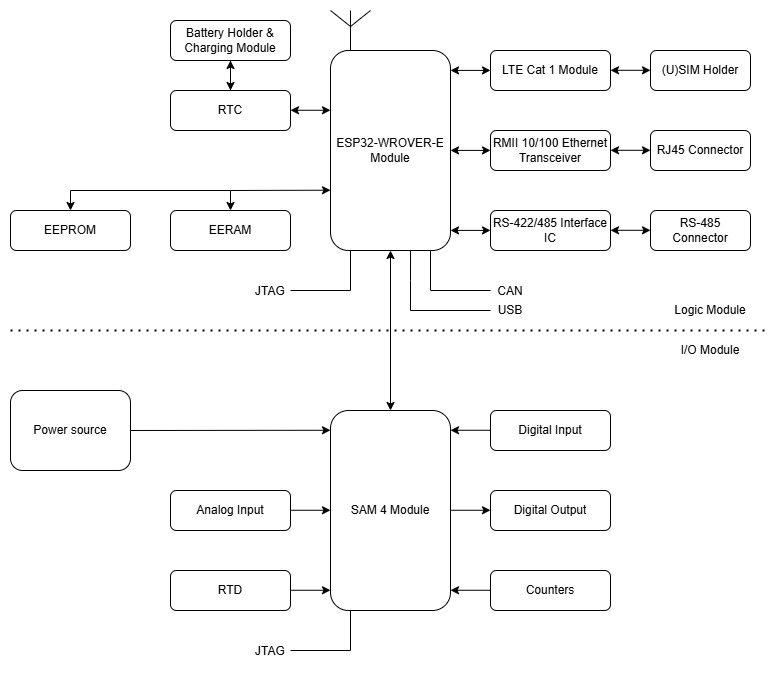 Battery Holder &
Charging Module
RTC
EEPROM
EERAM
ESP32-WROVER-E
Module
LTE Cat 1 Module
(U)SIM Holder
RMII 10/100 Ethernet
Transceiver
RJ45 Connector
RS-422/485 Interface
IC
RS-485
Connector
JTAG
CAN
USB
Logic Module
I/O Module
Power source
Analog Input
RTD
SAM 4 Module
Digital Input
Digital Output
Counters
JTAG